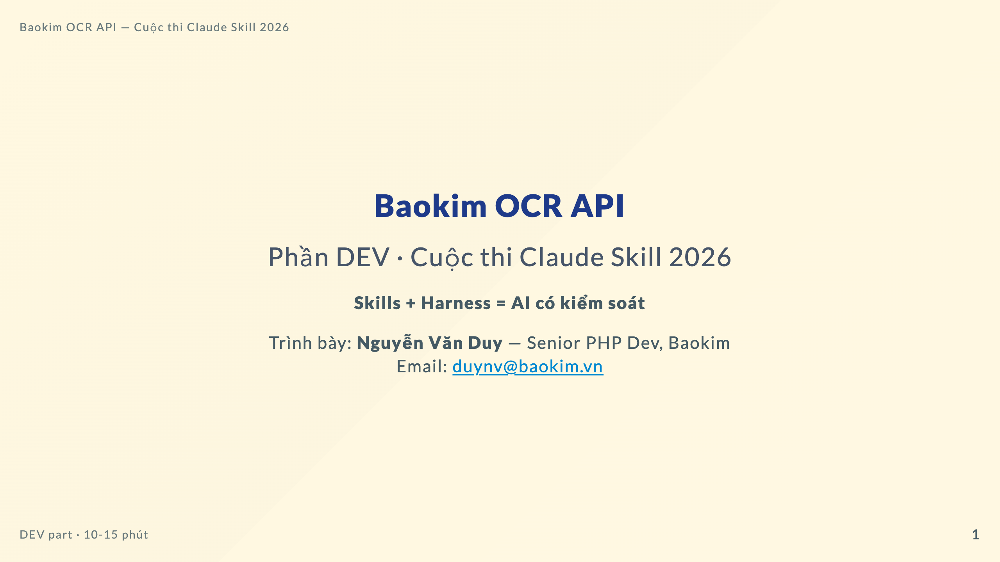 Baokim OCR API — Cuộc thi Claude Skill 2026
Baokim OCR API
Phần DEV · Cuộc thi Claude Skill 2026
Skills + Harness = AI có kiểm soát
Trình bày: Nguyễn Văn Duy — Senior PHP Dev, Baokim
Email: duynv@baokim.vn
DEV part · 10-15 phút
1